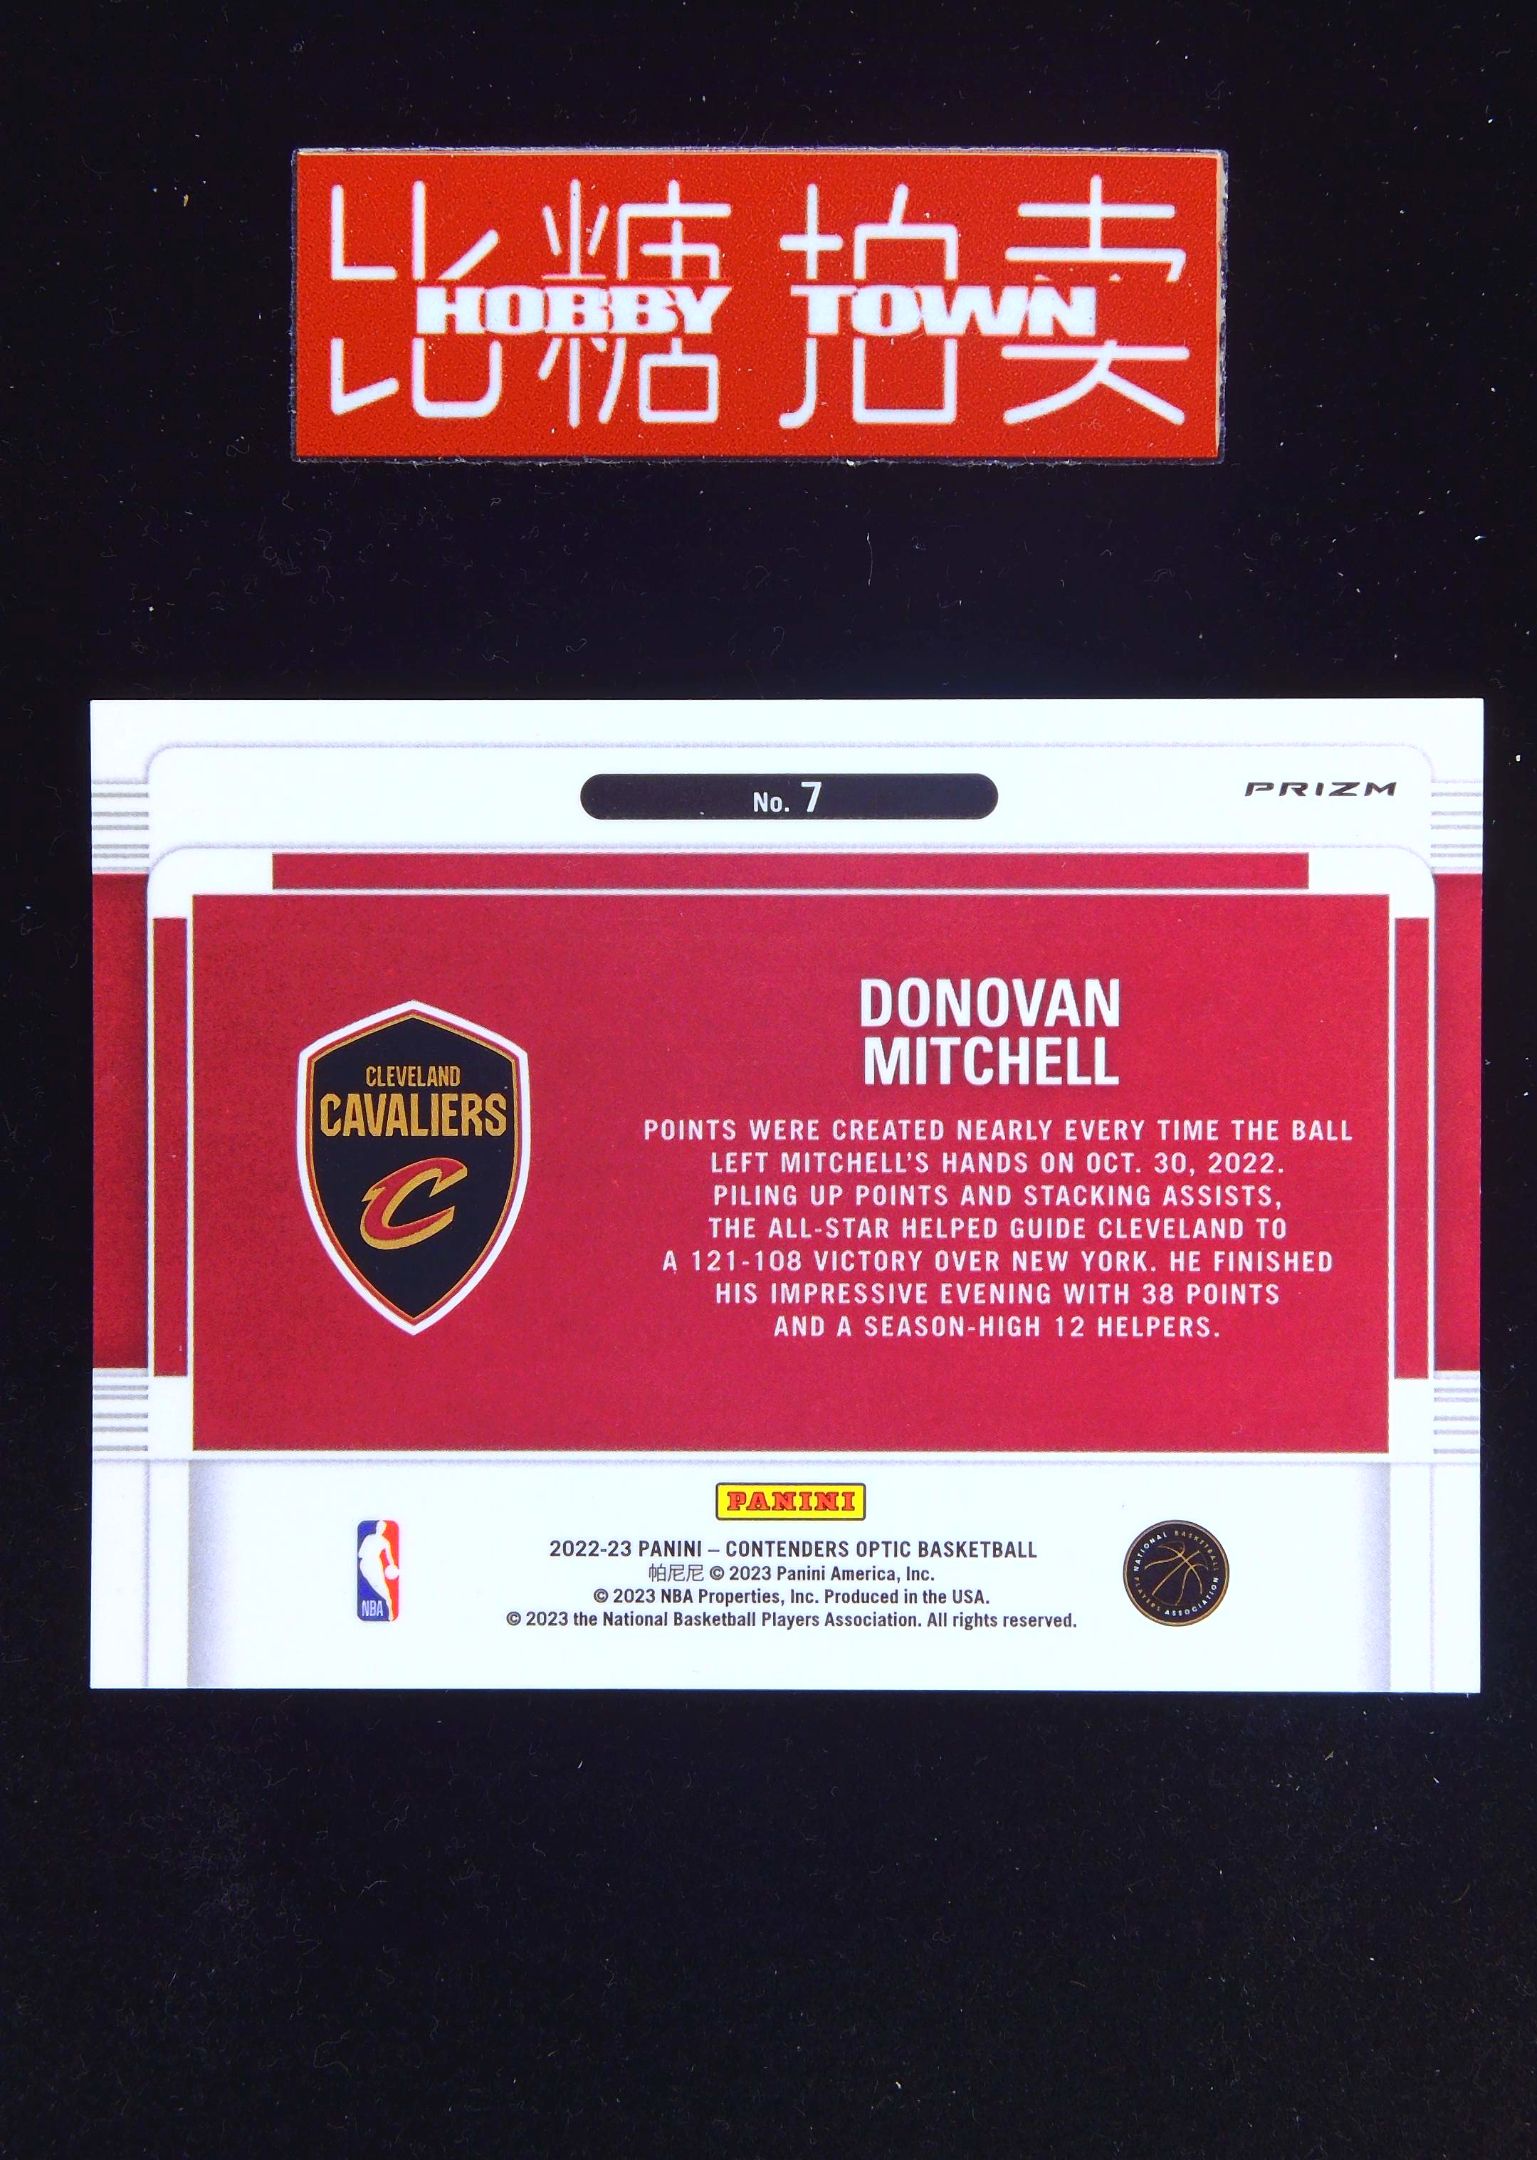 比糖拍卖
HOBBY TOWN
No. 7
PRIZM
DONOVAN
MITCHELL
CLEVELAND
CAVALIERS
C
POINTS WERE CREATED NEARLY EVERY TIME THE BALL
LEFT MITCHELL'S HANDS ON OCT. 30, 2022.
PILING UP POINTS AND STACKING ASSISTS,
THE ALL-STAR HELPED GUIDE CLEVELAND TO
A 121-108 VICTORY OVER NEW YORK. HE FINISHED
HIS IMPRESSIVE EVENING WITH 38 POINTS
AND A SEASON-HIGH 12 HELPERS.
PANINI
2022-23 PANINI – CONTENDERS OPTIC BASKETBALL
帕尼尼 © 2023 Panini America, Inc.
© 2023 NBA Properties, Inc. Produced in the USA.
© 2023 the National Basketball Players Association. All rights reserved.
NBA
NATIONAL BASKETBALL
PLAYERS ASSOCIATION